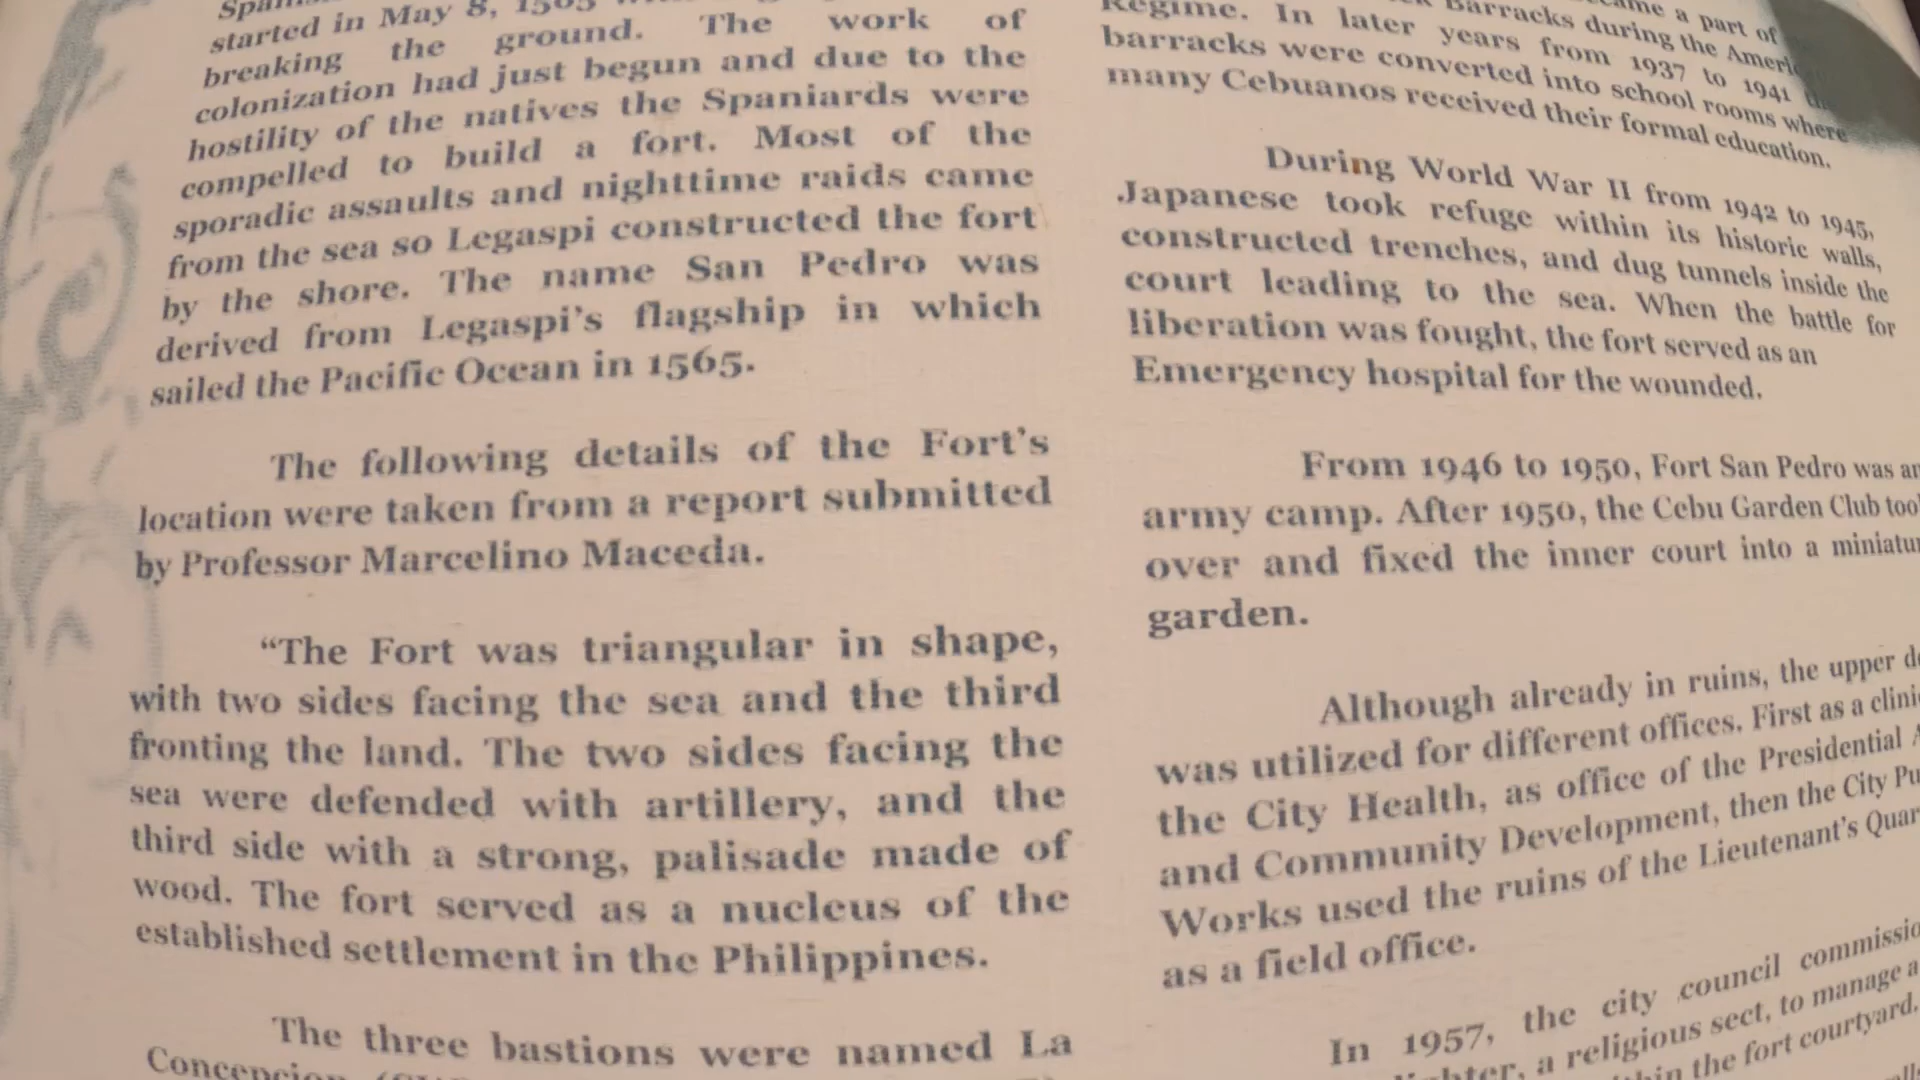 started in May 8, 1565
breaking the ground. The work of
colonization had just begun and due to the
hostility of the natives the Spaniards were
compelled to build a fort. Most of the
sporadic assaults and nighttime raids came
from the sea so Legaspi constructed the fort
by the shore. The name San Pedro was
derived from Legaspi's flagship in which
sailed the Pacific Ocean in 1565.
The following details of the Fort's
location were taken from a report submitted
by Professor Marcelino Maceda.
“The Fort was triangular in shape,
with two sides facing the sea and the third
fronting the land. The two sides facing the
sea were defended with artillery, and the
third side with a strong, palisade made of
wood. The fort served as a nucleus of the
established settlement in the Philippines.
The three bastions were named La
Concepcion
a part of
Barracks during the
Regime. In later years from 1937 to 1941
barracks were converted into school rooms where
many Cebuanos received their formal education.
During World War II from 1942 to 1945,
Japanese took refuge within its historic walls,
constructed trenches, and dug tunnels inside the
court leading to the sea. When the battle for
liberation was fought, the fort served as an
Emergency hospital for the wounded.
From 1946 to 1950, Fort San Pedro was
army camp. After 1950, the Cebu Garden Club
over and fixed the inner court into a
garden.
Although already in ruins, the upper
was utilized for different offices. First as a
the City Health, as office of the Presidential
and Community Development, then the City
Works used the ruins of the Lieutenant's
as a field office.
In 1957, the city council
a religious sect, to manage
the fort courtyard.